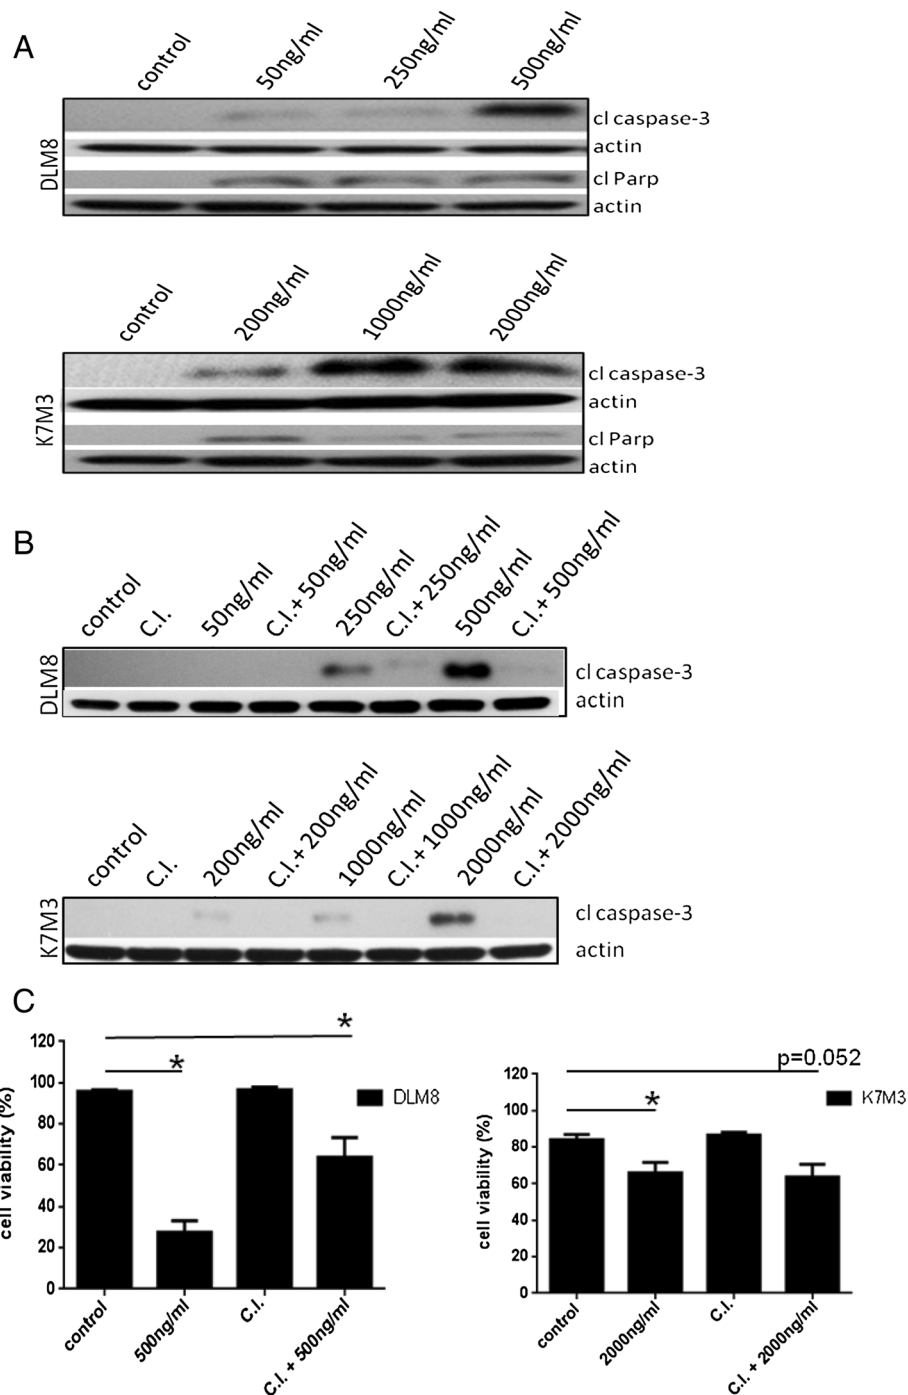 A
control
50ng/ml
250ng/ml
500ng/ml
DLM8
cl caspase-3
actin
cl Parp
actin
control
200ng/ml
1000ng/ml
2000ng/ml
K7M3
cl caspase-3
actin
cl Parp
actin
B
control
C.I.
50ng/ml
C.I.+ 50ng/ml
250ng/ml
C.I.+ 250ng/ml
500ng/ml
C.I.+ 500ng/ml
DLM8
cl caspase-3
actin
control
C.I.
200ng/ml
C.I.+ 200ng/ml
1000ng/ml
C.I.+ 1000ng/ml
2000ng/ml
C.I.+ 2000ng/ml
K7M3
cl caspase-3
actin
C
cell viability (%)
120
100
80
60
40
20
0
*
*
DLM8
control
500ng/ml
C.I.
C.I. + 500ng/ml
cell viability (%)
120
100
80
60
40
20
0
*
p=0.052
K7M3
control
2000ng/ml
C.I.
C.I. + 2000ng/ml